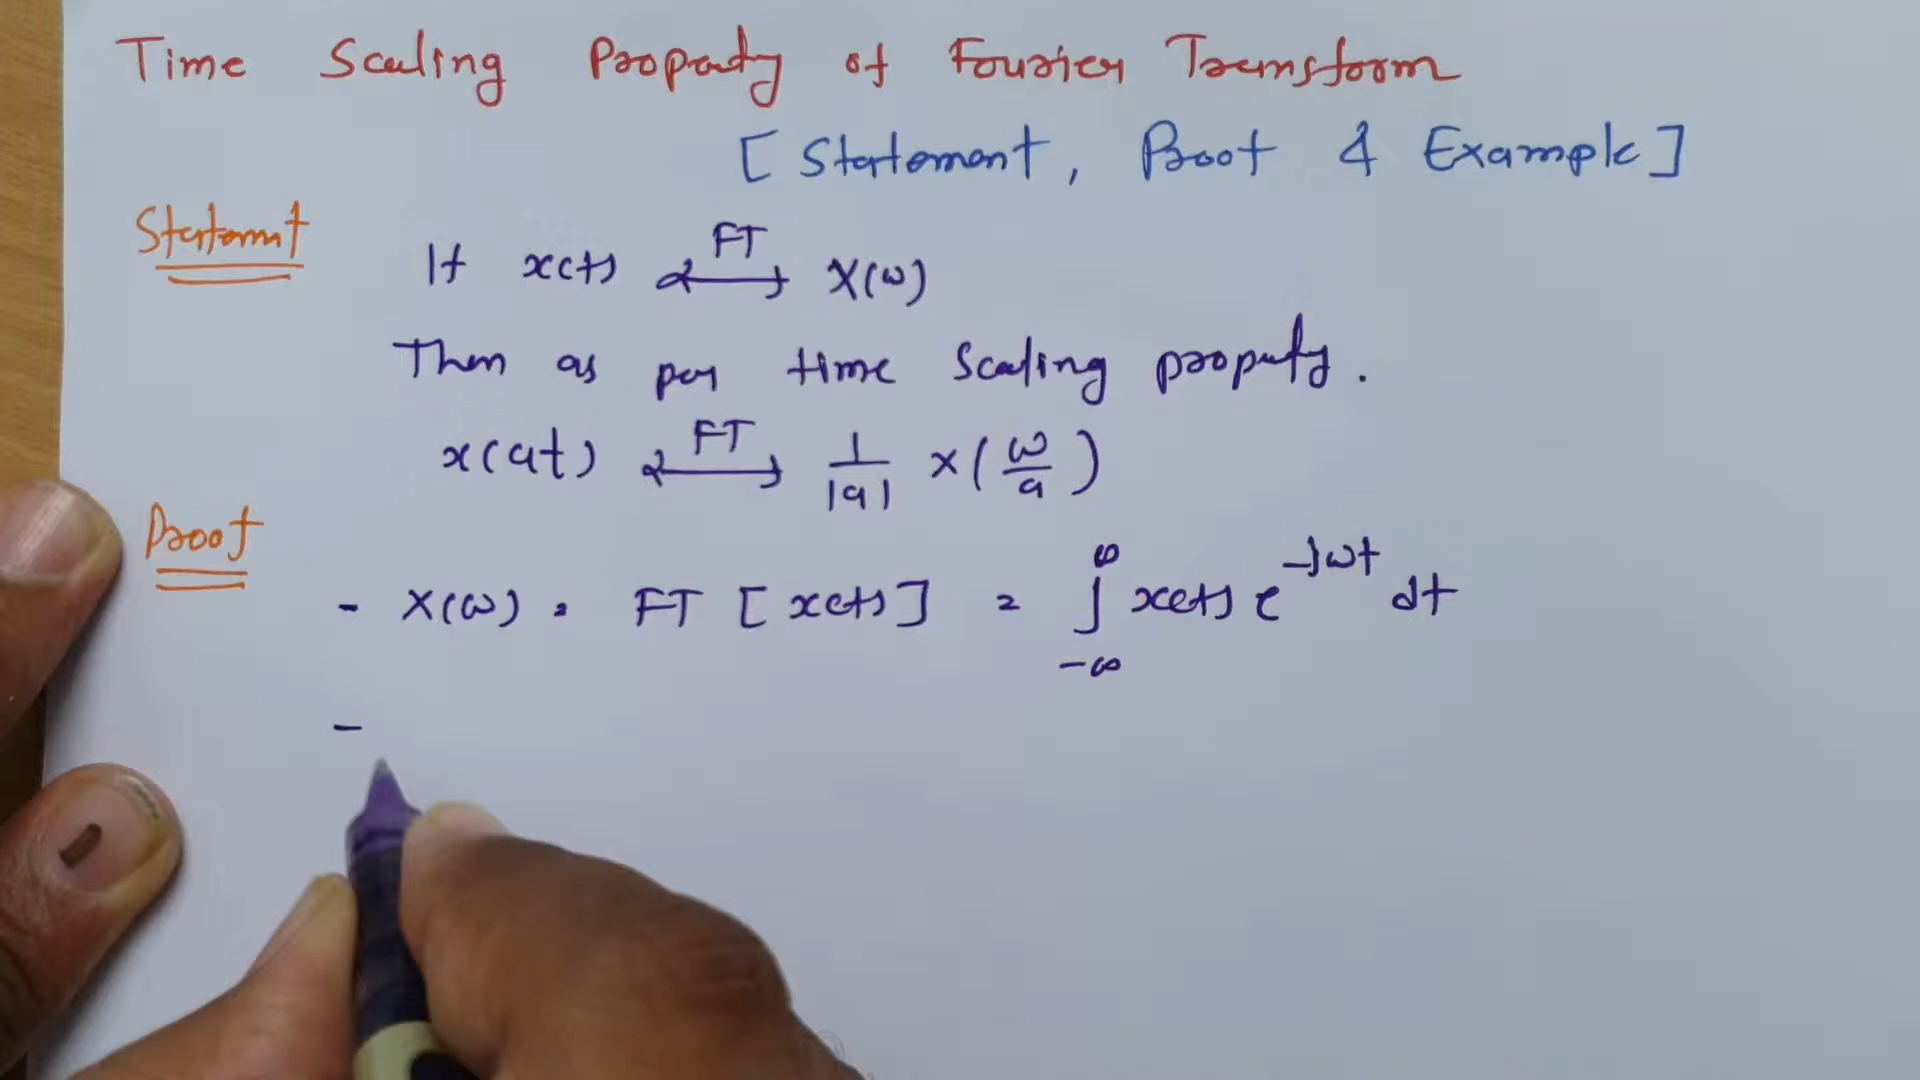 Time Scaling Property of Fourier Transform
[Statement, Proof & Example]
Statement
If x(t) <--FT--> X(ω)
Then as per time scaling property.
x(at) <--FT--> 1/|a| X(ω/a)
Proof
- X(ω) = FT [x(t)] = ∫_{-∞}^{∞} x(t) e^{-jωt} dt
-